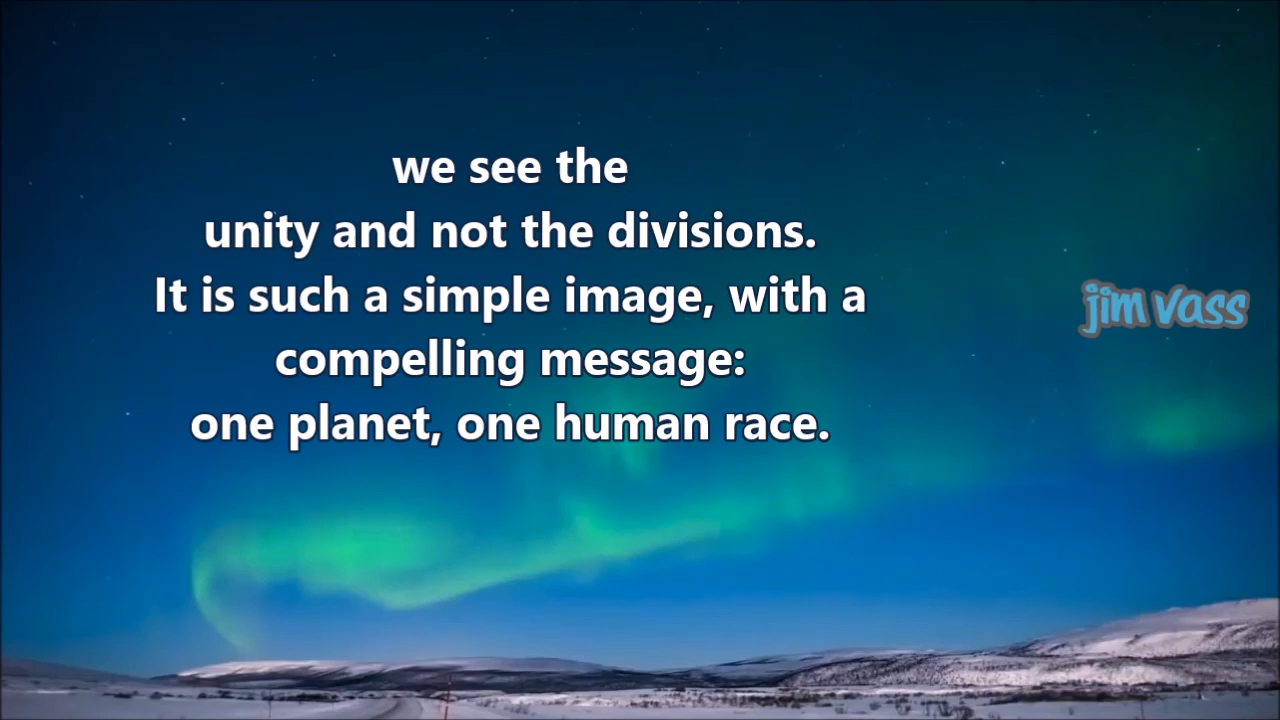 we see the
unity and not the divisions.
It is such a simple image, with a
compelling message:
one planet, one human race.
jim vass